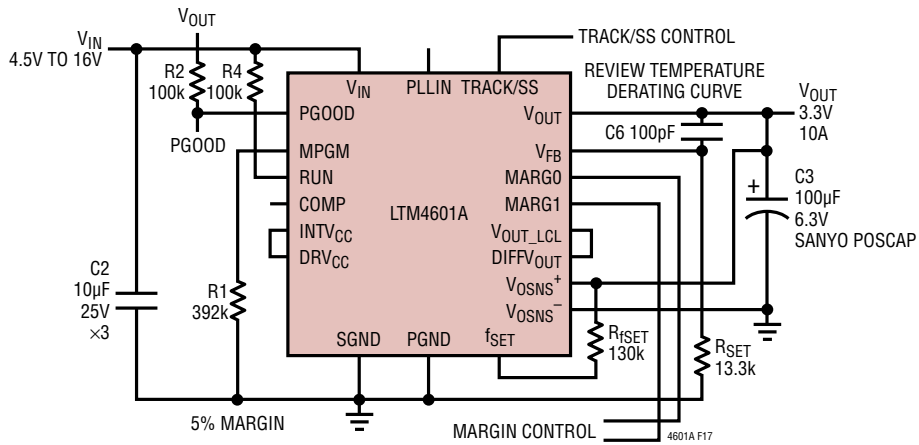 VOUT
VIN
4.5V TO 16V
R2
100k
R4
100k
PGOOD
TRACK/SS CONTROL
REVIEW TEMPERATURE
DERATING CURVE
VIN
PLLIN
TRACK/SS
PGOOD
MPGM
RUN
COMP
INTVCC
DRVCC
LTM4601A
VOUT
VFB
MARG0
MARG1
VOUT_LCL
DIFFVOUT
VOSNS+
VOSNS–
SGND
PGND
fSET
C6 100pF
VOUT
3.3V
10A
+
C3
100µF
6.3V
SANYO POSCAP
C2
10µF
25V
×3
R1
392k
RfSET
130k
RSET
13.3k
5% MARGIN
MARGIN CONTROL
4601A F17